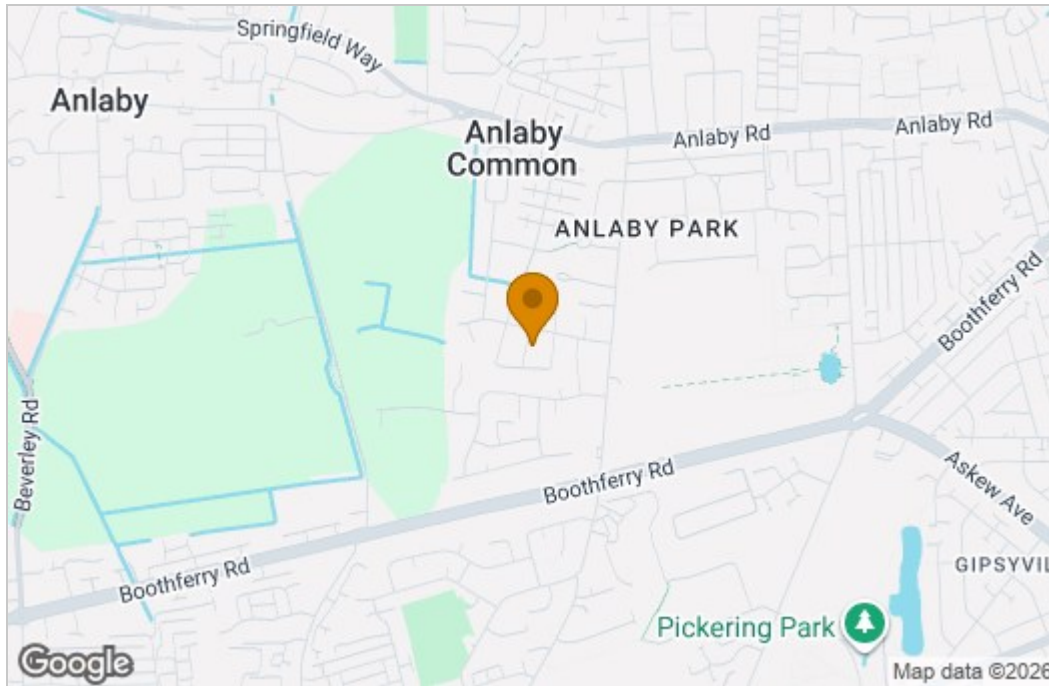 Springfield Way
Anlaby
Anlaby
Common
Anlaby Rd
Anlaby Rd
ANLABY PARK
Boothferry Rd
Beverley Rd
Boothferry Rd
Askew Ave
Boothferry Rd
GIPSYVIL
Pickering Park
Google
Map data ©2026